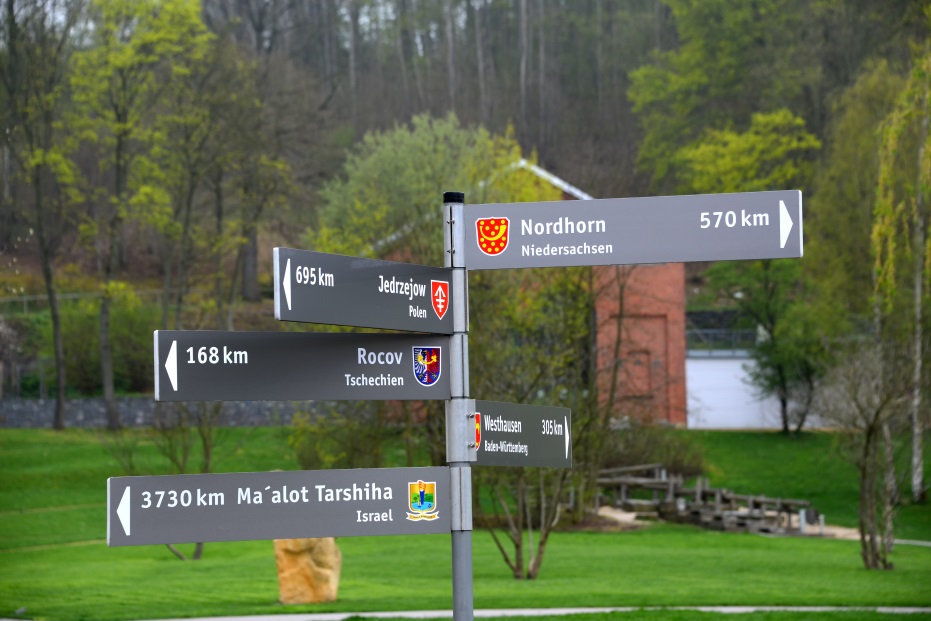 Nordhorn 570 km
Niedersachsen
695 km Jedrzejow
Polen
168 km Rocov
Tschechien
Westhausen 305 km
Baden-Württemberg
3730 km Ma´alot Tarshiha
Israel